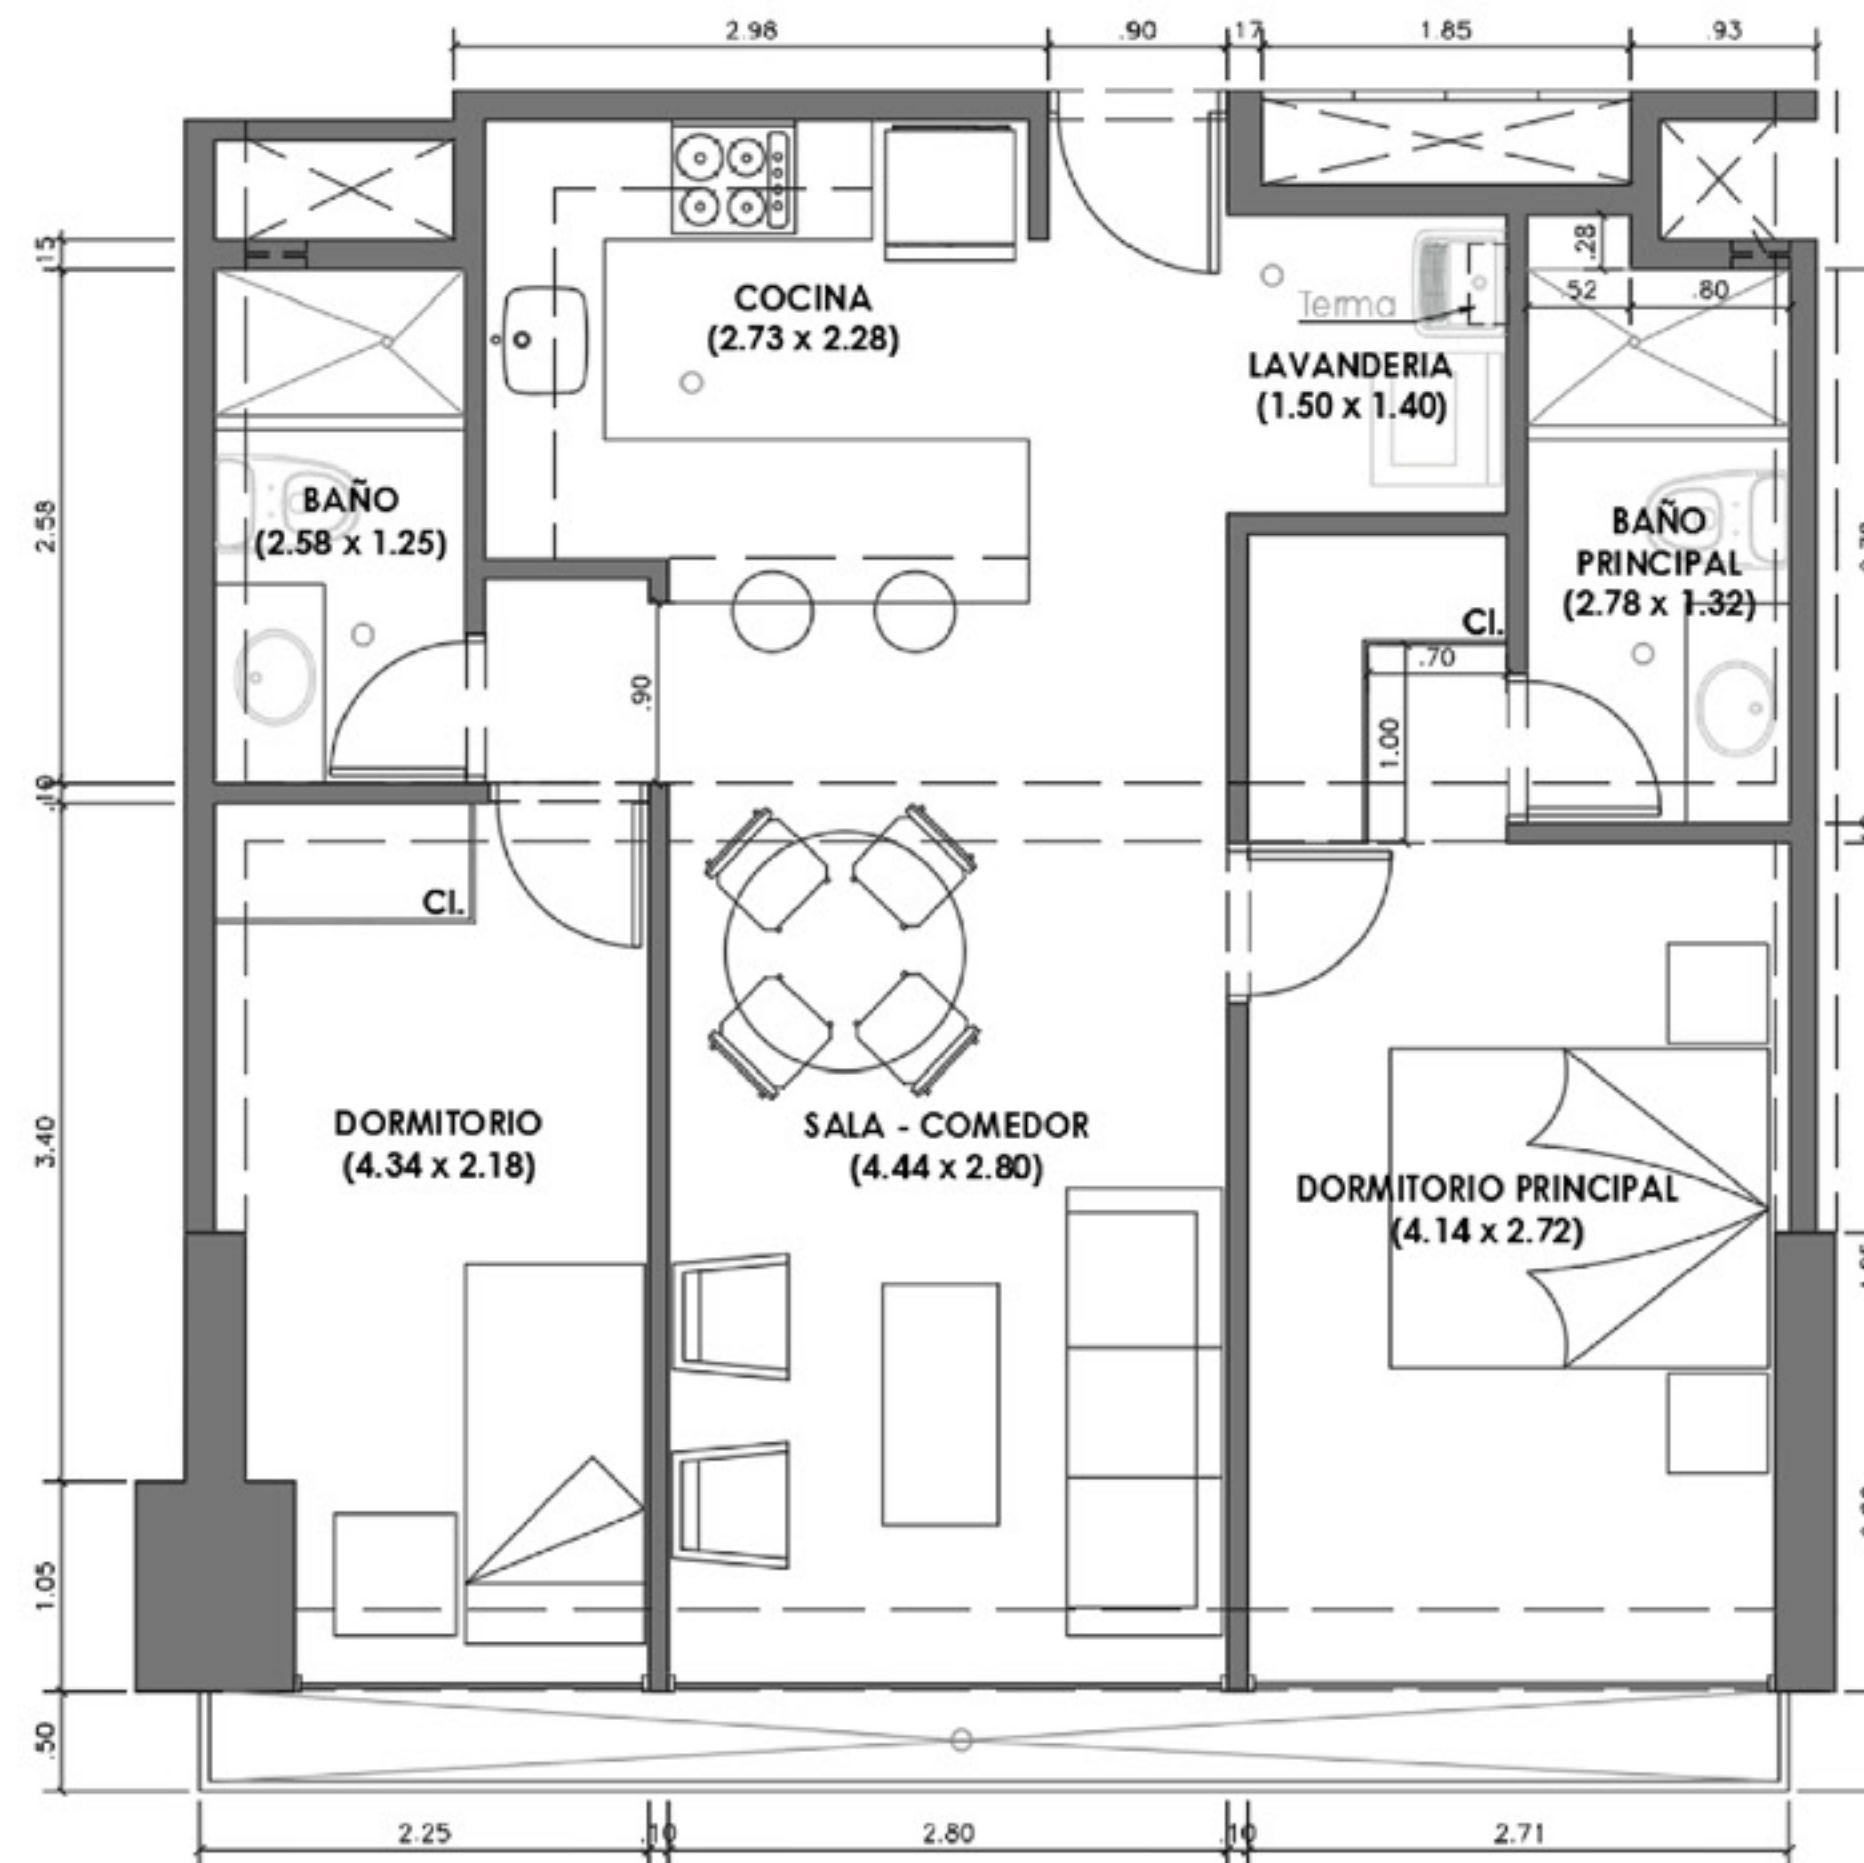 2.98
.90
17
1.85
.93
.15
.28
.52
.80
COCINA
(2.73 x 2.28)
Terma
LAVANDERIA
(1.50 x 1.40)
2.58
BAÑO
(2.58 x 1.25)
BAÑO
PRINCIPAL
(2.78 x 1.32)
Cl.
.70
.90
1.00
.10
Cl.
3.40
DORMITORIO
(4.34 x 2.18)
SALA - COMEDOR
(4.44 x 2.80)
DORMITORIO PRINCIPAL
(4.14 x 2.72)
1.05
.50
2.25
.10
2.80
.10
2.71